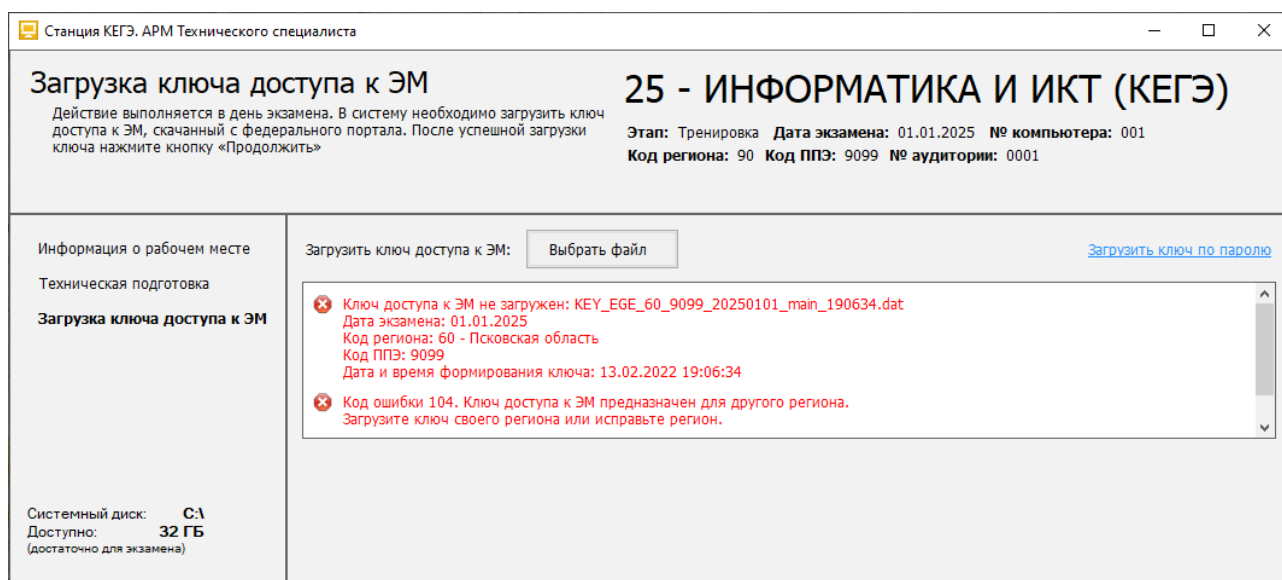 Станция КЕГЭ. АРМ Технического специалиста
Загрузка ключа доступа к ЭМ
Действие выполняется в день экзамена. В систему необходимо загрузить ключ
доступа к ЭМ, скачанный с федерального портала. После успешной загрузки
ключа нажмите кнопку «Продолжить»
25 - ИНФОРМАТИКА И ИКТ (КЕГЭ)
Этап: Тренировка Дата экзамена: 01.01.2025 № компьютера: 001
Код региона: 90 Код ППЭ: 9099 № аудитории: 0001
Информация о рабочем месте
Техническая подготовка
Загрузка ключа доступа к ЭМ
Системный диск: C:\
Доступно: 32 ГБ
(достаточно для экзамена)
Загрузить ключ доступа к ЭМ: Выбрать файл Загрузить ключ по паролю
Ключ доступа к ЭМ не загружен: KEY_EGE_60_9099_20250101_main_190634.dat
Дата экзамена: 01.01.2025
Код региона: 60 - Псковская область
Код ППЭ: 9099
Дата и время формирования ключа: 13.02.2022 19:06:34
Код ошибки 104. Ключ доступа к ЭМ предназначен для другого региона.
Загрузите ключ своего региона или исправьте регион.